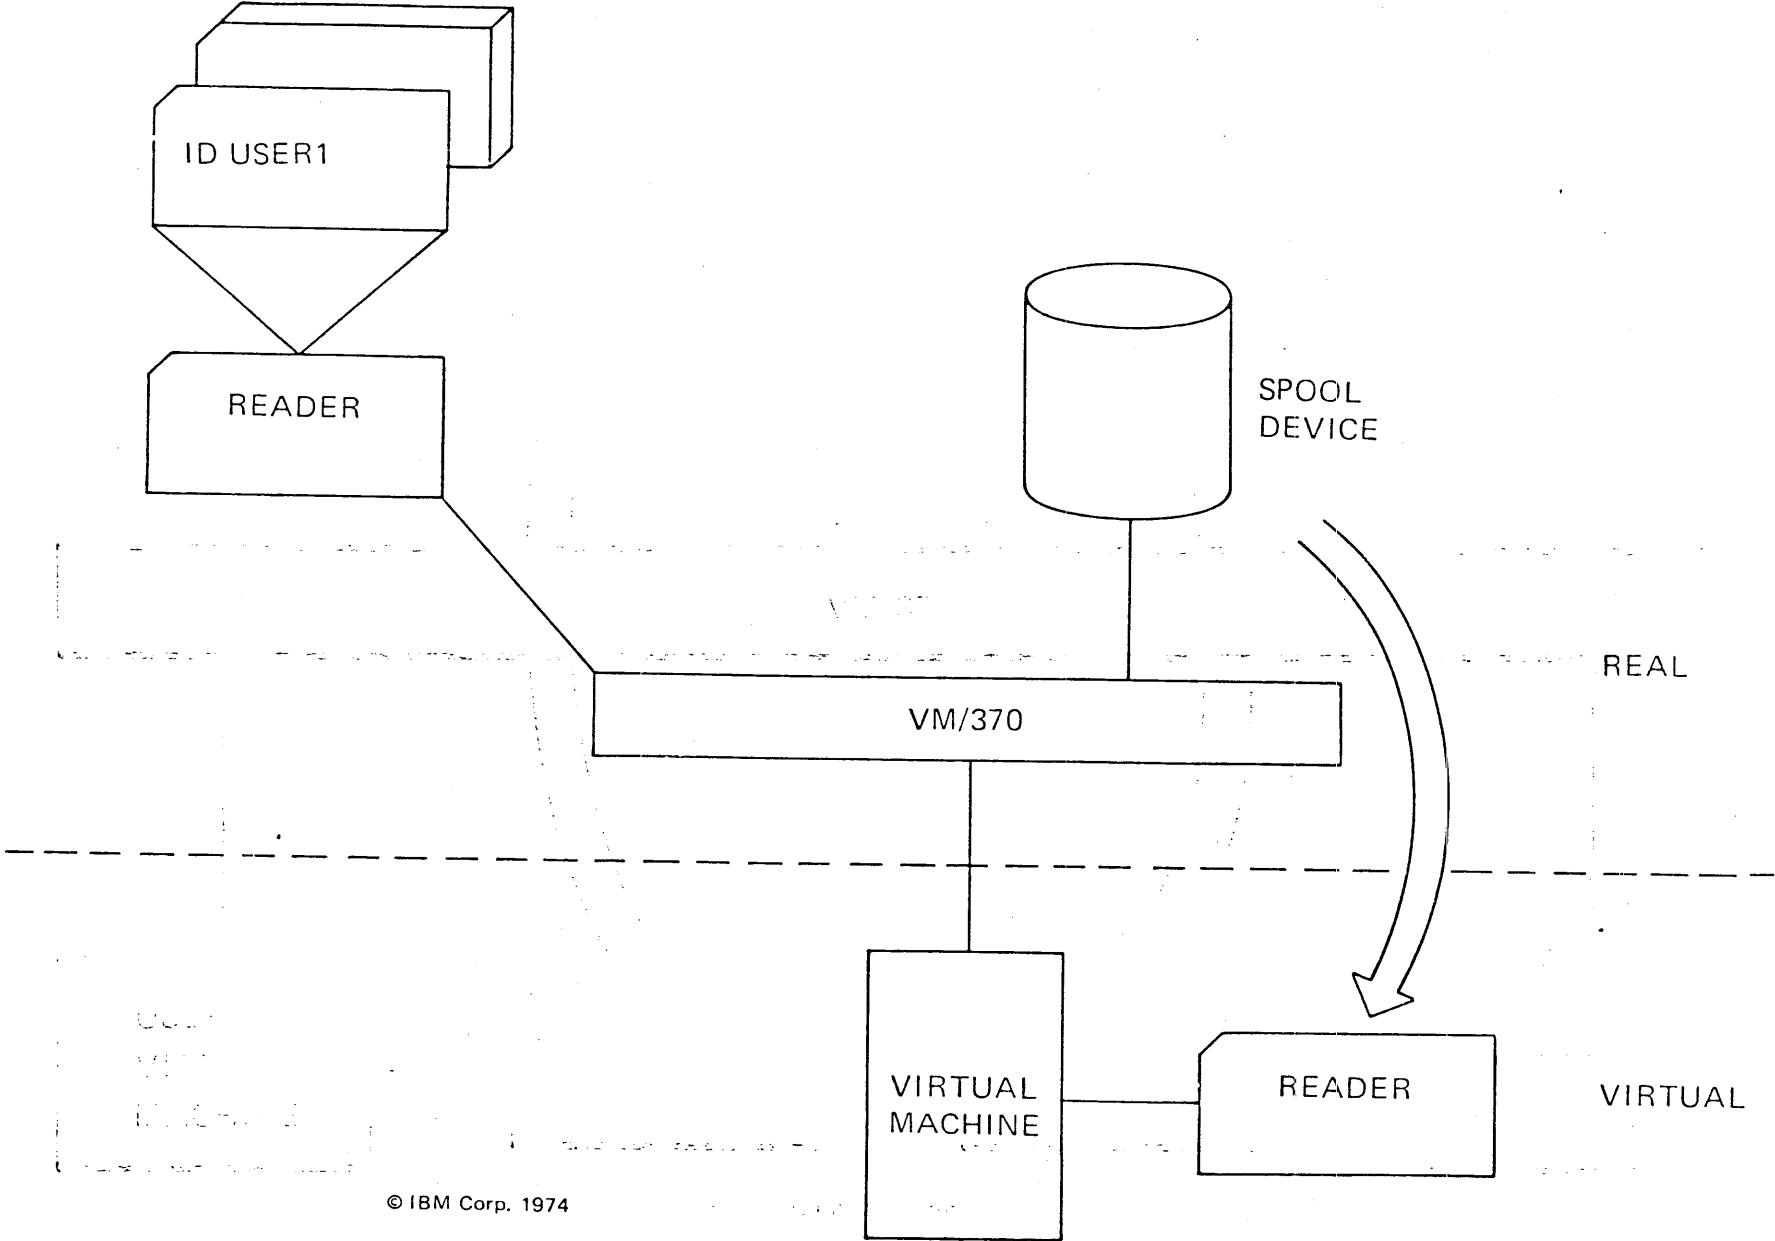 ID USER1
READER
SPOOL
DEVICE
REAL
VM/370
VIRTUAL
MACHINE
READER
VIRTUAL
© IBM Corp. 1974